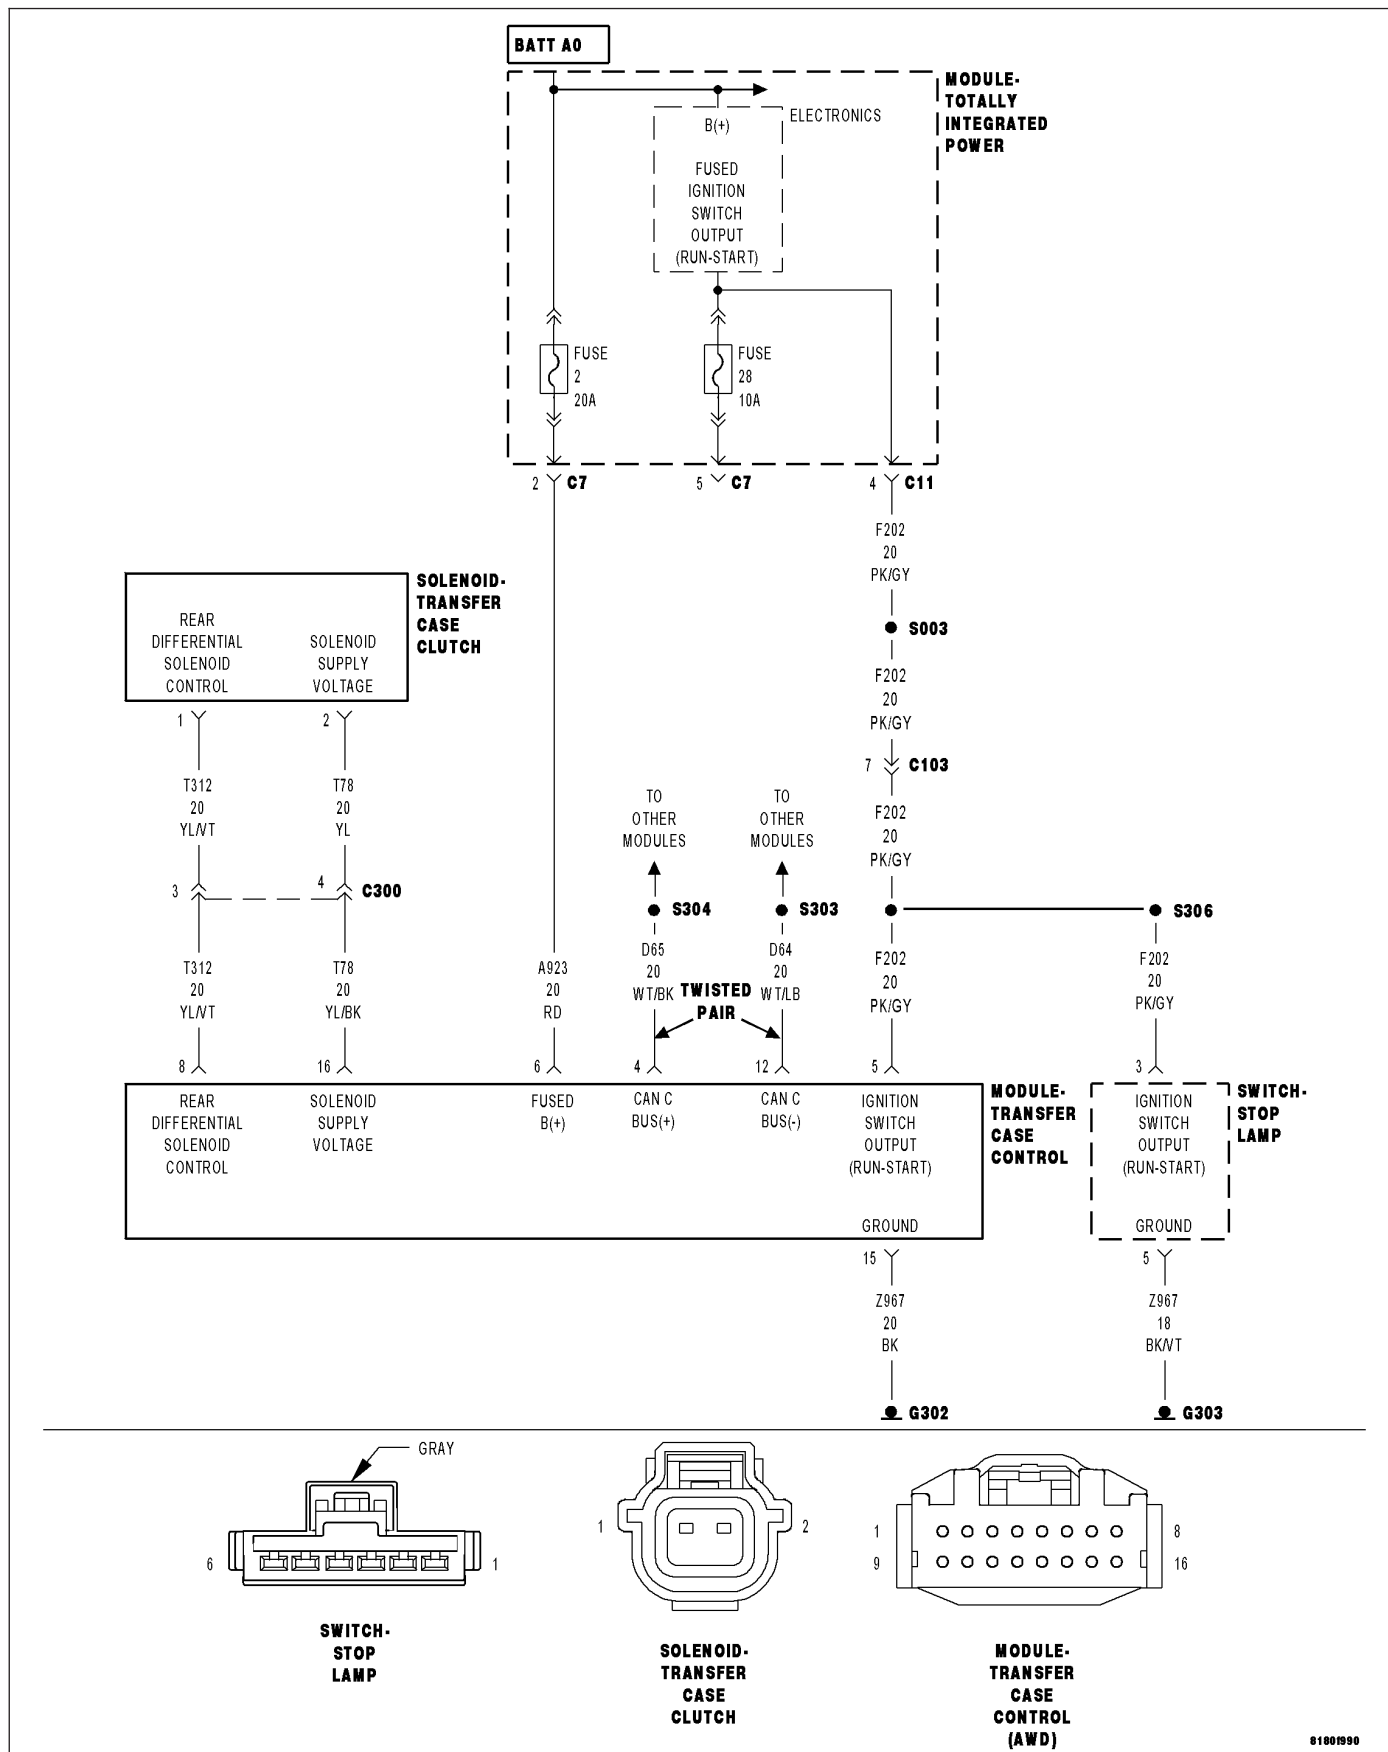 BATT A0
MODULE-
TOTALLY
INTEGRATED
POWER
ELECTRONICS
B(+)
FUSED
IGNITION
SWITCH
OUTPUT
(RUN-START)
FUSE
2
20A
FUSE
28
10A
2 C7
5 C7
4 C11
F202
20
PK/GY
S003
F202
20
PK/GY
7 C103
F202
20
PK/GY
SOLENOID-
TRANSFER
CASE
CLUTCH
REAR
DIFFERENTIAL
SOLENOID
CONTROL
SOLENOID
SUPPLY
VOLTAGE
1
2
T312
20
YL/VT
T78
20
YL
3
4
C300
T312
20
YL/VT
T78
20
YL/BK
A923
20
RD
TO
OTHER
MODULES
TO
OTHER
MODULES
S304
S303
S306
D65
20
WT/BK
TWISTED
PAIR
D64
20
WT/LB
F202
20
PK/GY
F202
20
PK/GY
8
16
6
4
12
5
3
REAR
DIFFERENTIAL
SOLENOID
CONTROL
SOLENOID
SUPPLY
VOLTAGE
FUSED
B(+)
CAN C
BUS(+)
CAN C
BUS(-)
IGNITION
SWITCH
OUTPUT
(RUN-START)
GROUND
MODULE-
TRANSFER
CASE
CONTROL
IGNITION
SWITCH
OUTPUT
(RUN-START)
GROUND
SWITCH-
STOP
LAMP
15
5
Z967
20
BK
Z967
18
BK/VT
G302
G303
GRAY
6
1
SWITCH-
STOP
LAMP
1
2
SOLENOID-
TRANSFER
CASE
CLUTCH
1
8
9
16
MODULE-
TRANSFER
CASE
CONTROL
(AWD)
8180f990